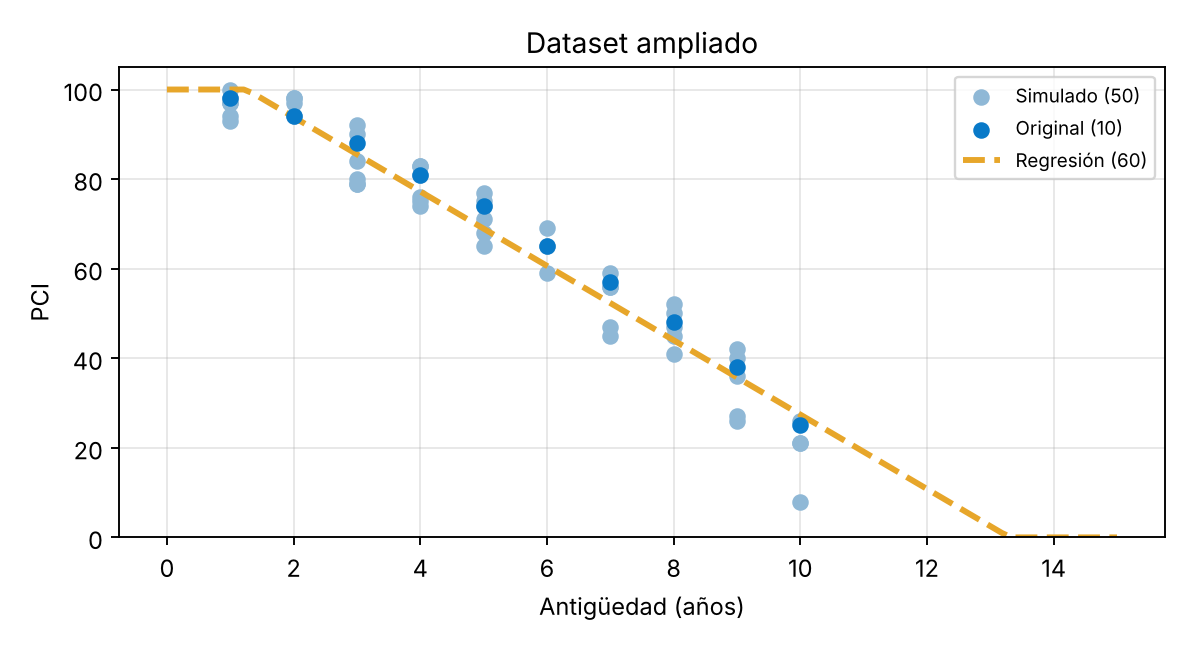 Dataset ampliado
Simulado (50)
Original (10)
Regresión (60)
PCI
100
80
60
40
20
0
0 2 4 6 8 10 12 14
Antigüedad (años)